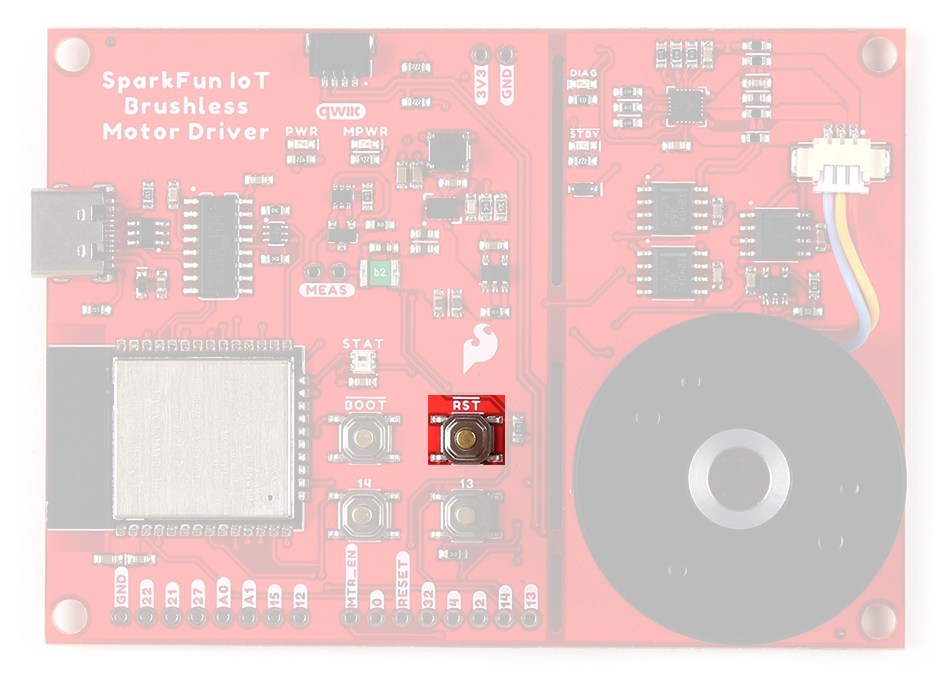 SparkFun IoT
Brushless
Motor Driver
qwiic
3V3
GND
DIAG
STBY
PWR
MPWR
b2
MEAS
STAT
BOOT
RST
14
13
GND
22
21
27
A0
A1
15
12
MTR_EN
0
RESET
32
4
2
14
13